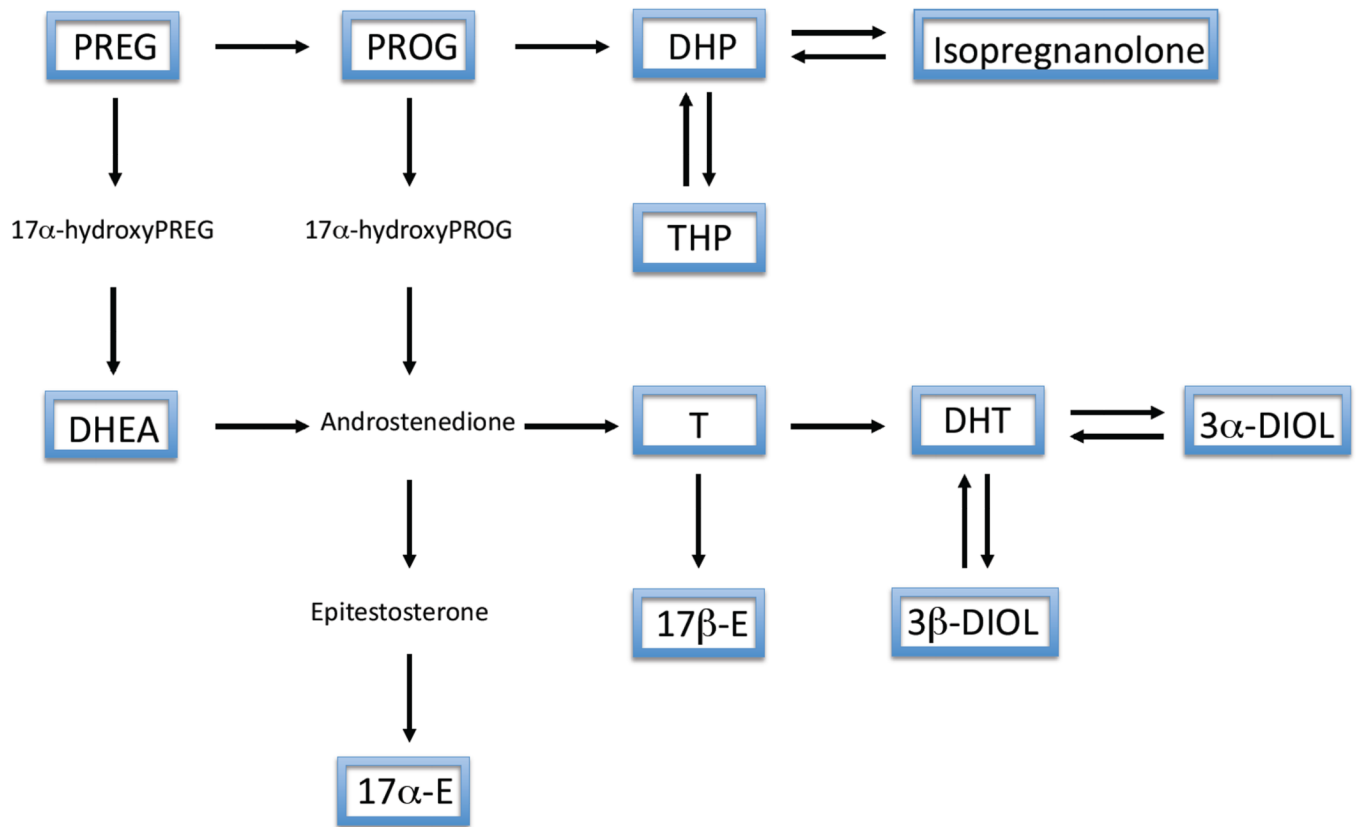 PREG
PROG
DHP
Isopregnanolone
17α-hydroxyPREG
17α-hydroxyPROG
THP
DHEA
Androstenedione
T
DHT
3α-DIOL
Epitestosterone
17β-E
3β-DIOL
17α-E